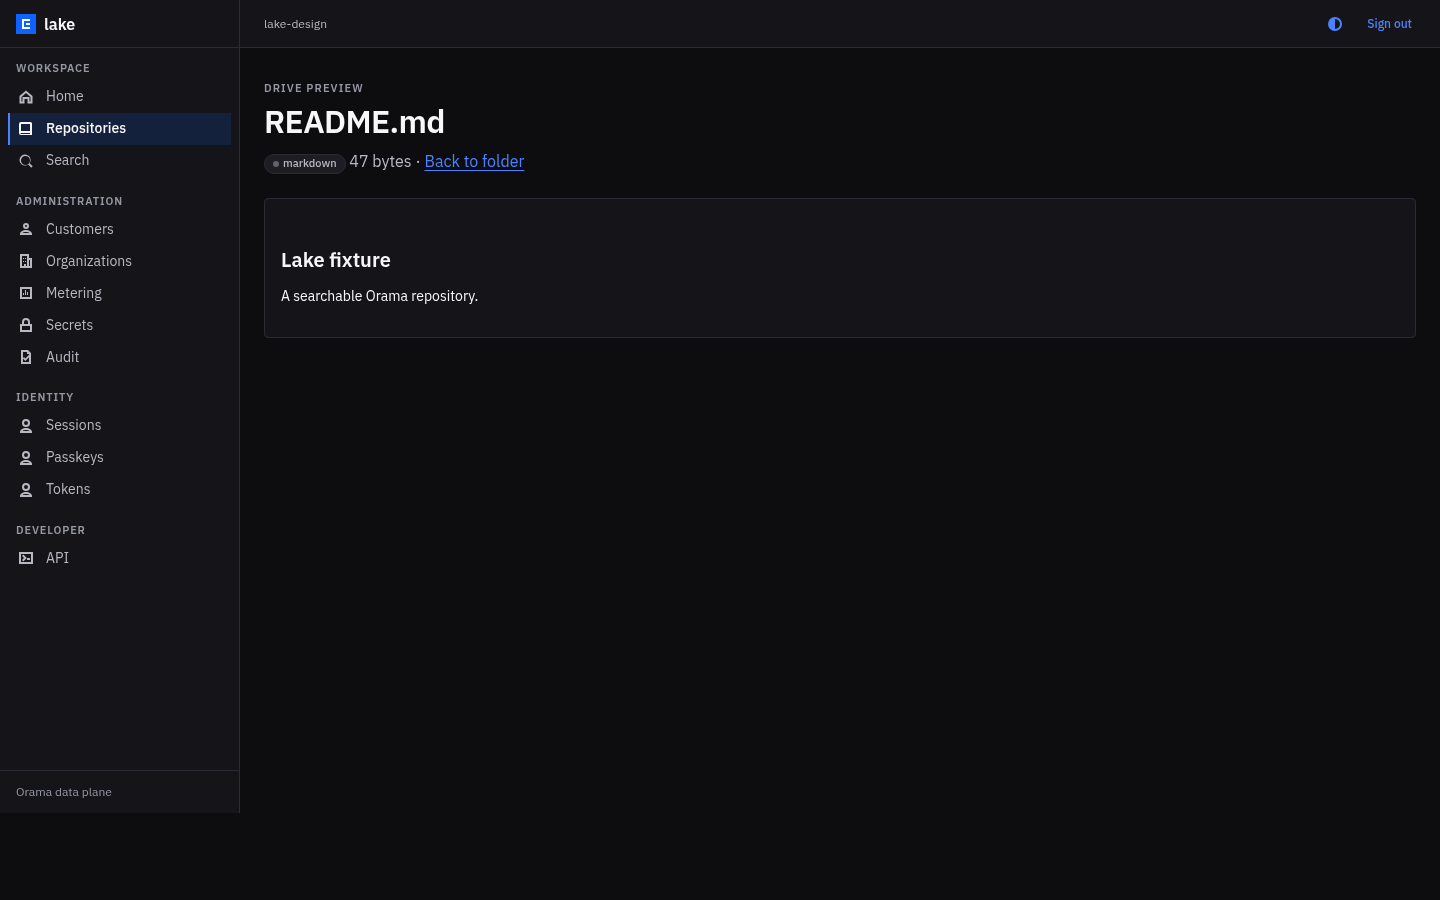 lake
WORKSPACE
Home
Repositories
Search
ADMINISTRATION
Customers
Organizations
Metering
Secrets
Audit
IDENTITY
Sessions
Passkeys
Tokens
DEVELOPER
API
Orama data plane
lake-design
Sign out
DRIVE PREVIEW
README.md
markdown 47 bytes · Back to folder
Lake fixture
A searchable Orama repository.